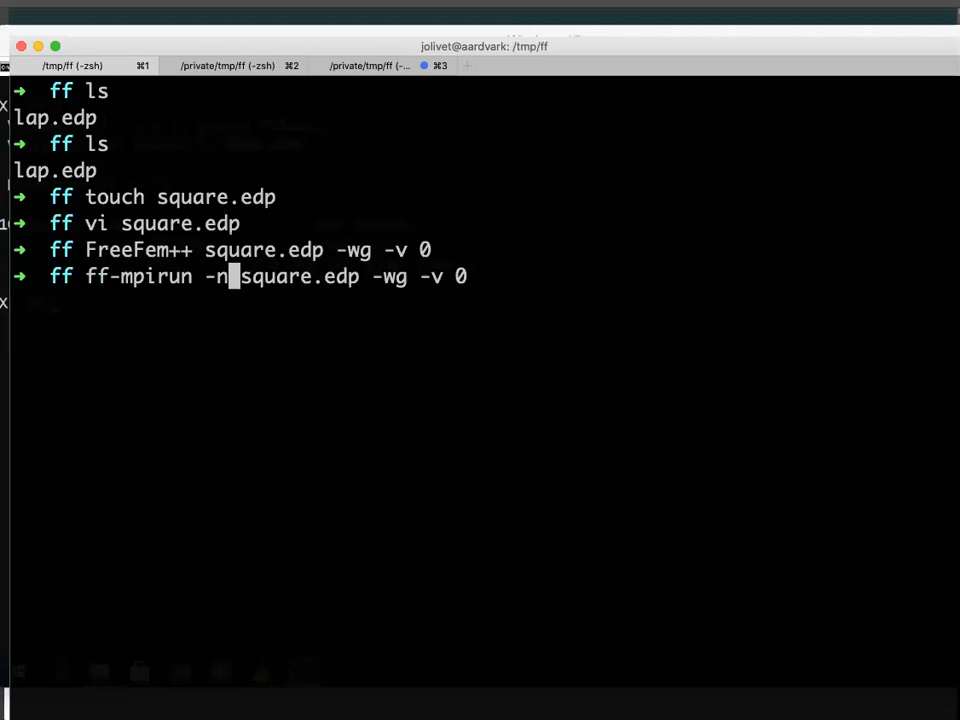 jolivet@aardvark: /tmp/ff
/tmp/ff (-zsh) ⌘1 /private/tmp/ff (-zsh) ⌘2 /private/tmp/ff (-... ⌘3 +
➜ ff ls
lap.edp
➜ ff ls
lap.edp
➜ ff touch square.edp
➜ ff vi square.edp
➜ ff FreeFem++ square.edp -wg -v 0
➜ ff ff-mpirun -n square.edp -wg -v 0